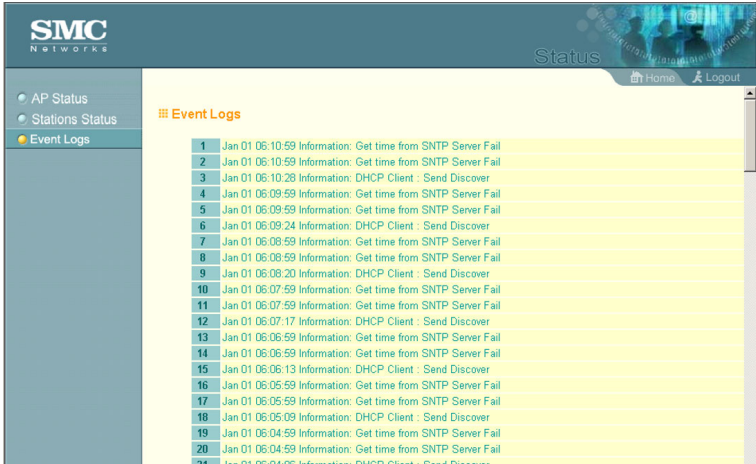 SMC
Networks
Status
Home
Logout
AP Status
Stations Status
Event Logs
Event Logs
1 Jan 01 06:10:59 Information: Get time from SNTP Server Fail
2 Jan 01 06:10:59 Information: Get time from SNTP Server Fail
3 Jan 01 06:10:28 Information: DHCP Client : Send Discover
4 Jan 01 06:09:59 Information: Get time from SNTP Server Fail
5 Jan 01 06:09:59 Information: Get time from SNTP Server Fail
6 Jan 01 06:09:24 Information: DHCP Client : Send Discover
7 Jan 01 06:08:59 Information: Get time from SNTP Server Fail
8 Jan 01 06:08:59 Information: Get time from SNTP Server Fail
9 Jan 01 06:08:20 Information: DHCP Client : Send Discover
10 Jan 01 06:07:59 Information: Get time from SNTP Server Fail
11 Jan 01 06:07:59 Information: Get time from SNTP Server Fail
12 Jan 01 06:07:17 Information: DHCP Client : Send Discover
13 Jan 01 06:06:59 Information: Get time from SNTP Server Fail
14 Jan 01 06:06:59 Information: Get time from SNTP Server Fail
15 Jan 01 06:06:13 Information: DHCP Client : Send Discover
16 Jan 01 06:05:59 Information: Get time from SNTP Server Fail
17 Jan 01 06:05:59 Information: Get time from SNTP Server Fail
18 Jan 01 06:05:09 Information: DHCP Client : Send Discover
19 Jan 01 06:04:59 Information: Get time from SNTP Server Fail
20 Jan 01 06:04:59 Information: Get time from SNTP Server Fail